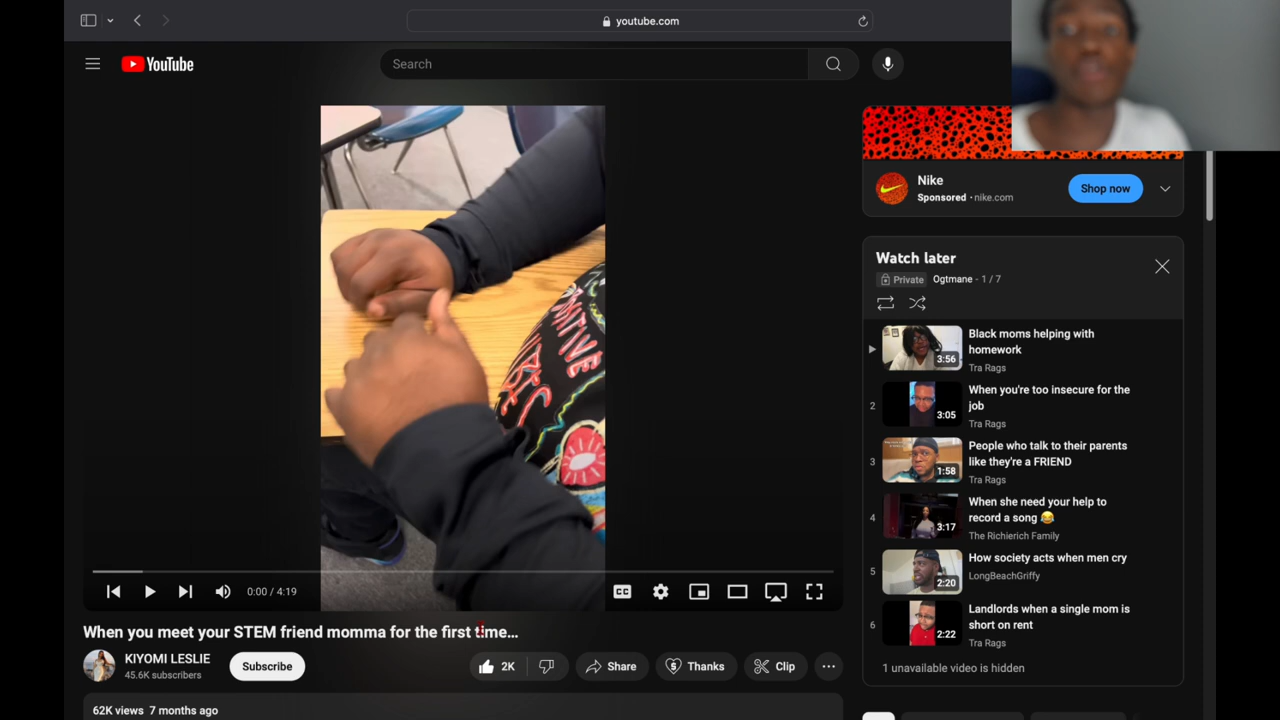 youtube.com
YouTube
Search
Nike
Sponsored · nike.com
Shop now
Watch later
Private
Ogtmane - 1 / 7
3:56
Black moms helping with
homework
Tra Rags
2
3:05
When you're too insecure for the
job
Tra Rags
3
1:58
People who talk to their parents
like they're a FRIEND
Tra Rags
4
3:17
When she need your help to
record a song 😂
The Richierich Family
5
2:20
How society acts when men cry
LongBeachGriffy
6
2:22
Landlords when a single mom is
short on rent
Tra Rags
1 unavailable video is hidden
VIBES
0:00 / 4:19
CC
When you meet your STEM friend momma for the first time...
KIYOMI LESLIE
45.6K subscribers
Subscribe
2K
Share
Thanks
Clip
62K views 7 months ago